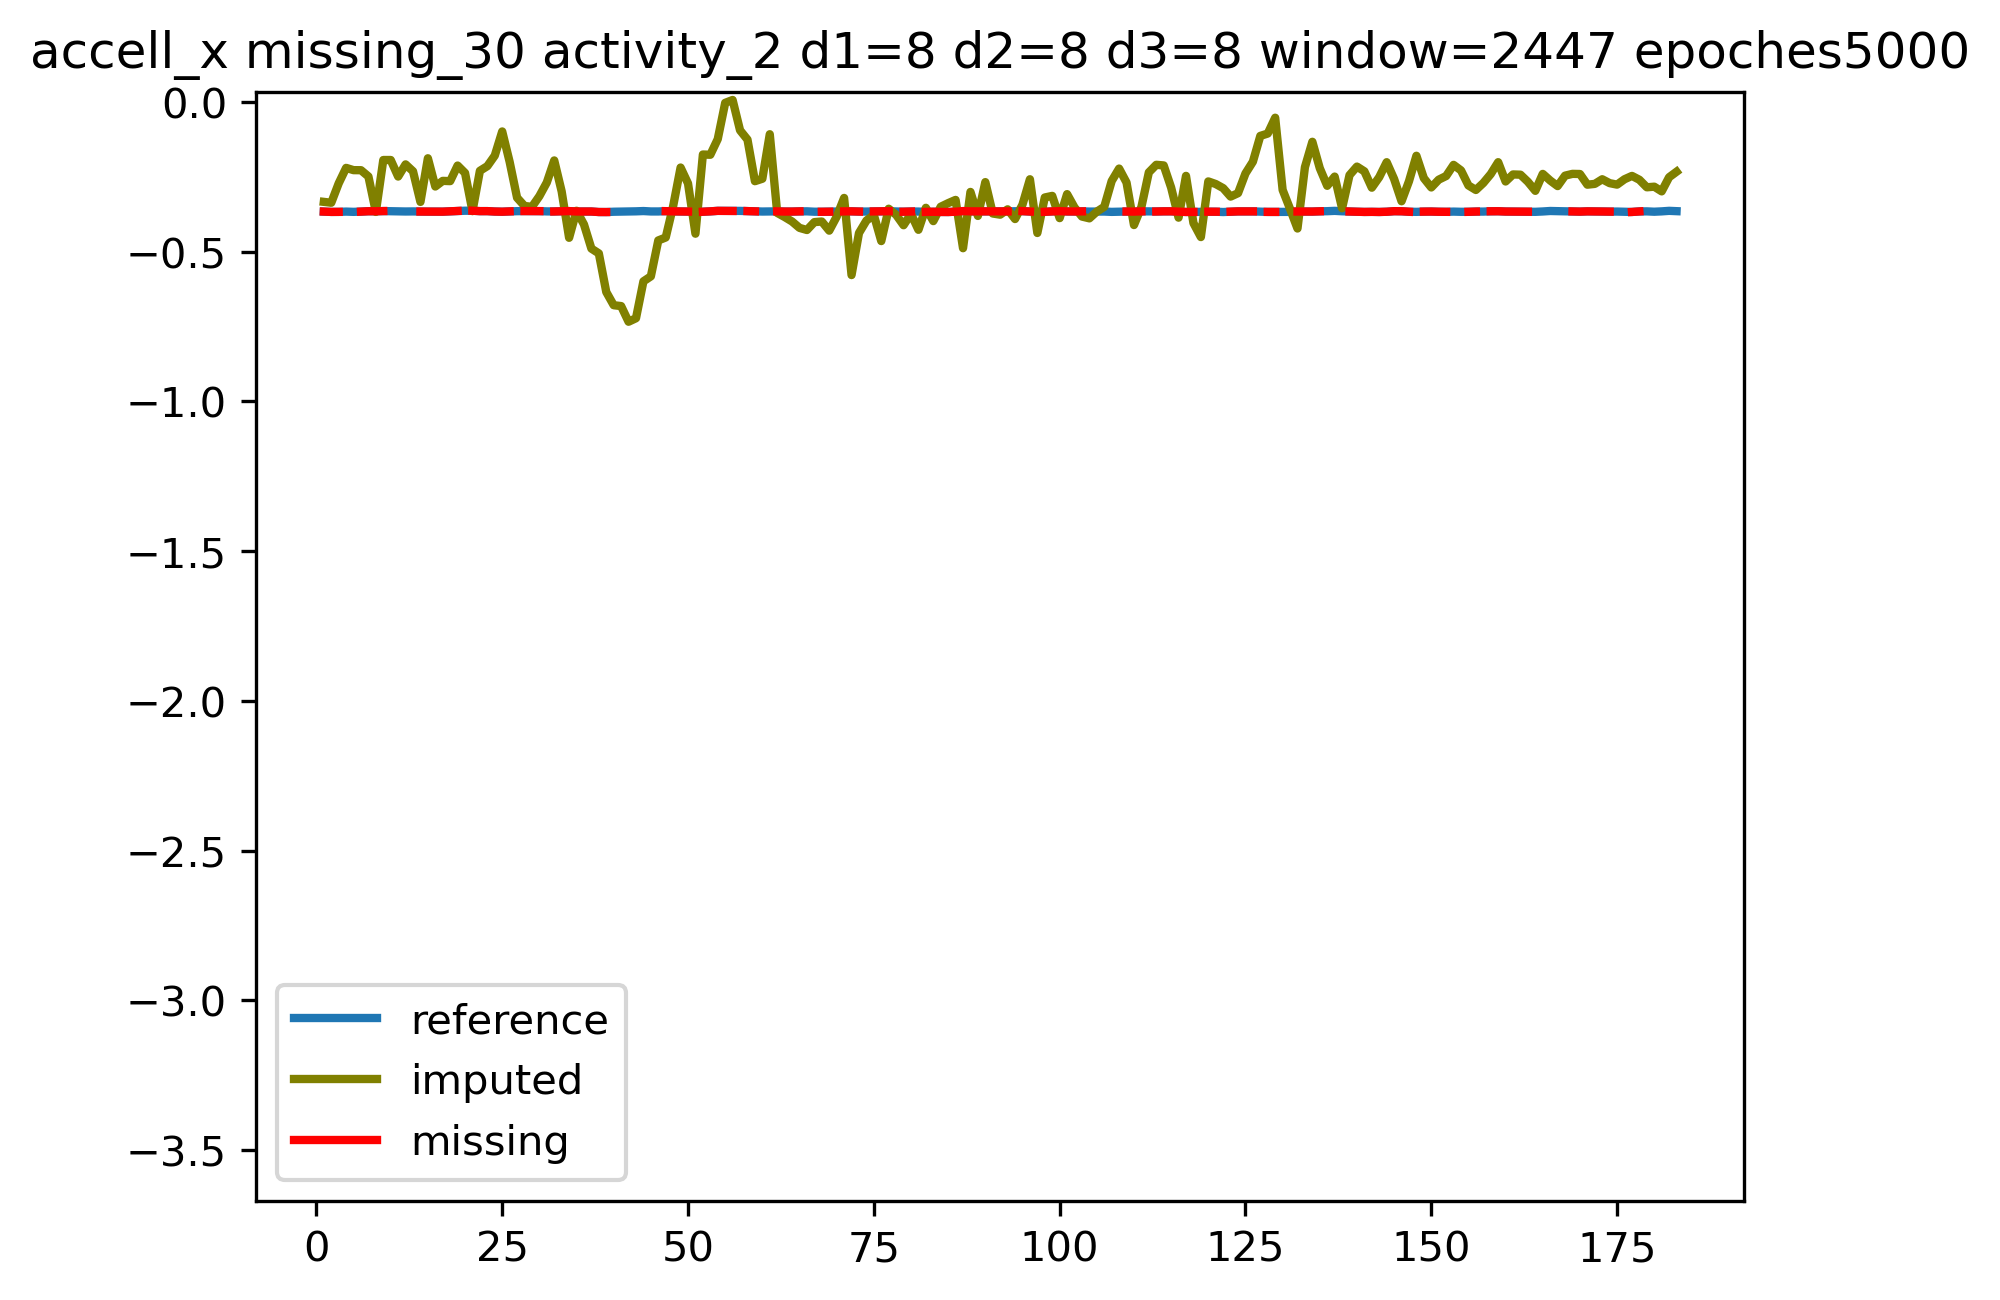 accell_x missing_30 activity_2 d1=8 d2=8 d3=8 window=2447 epoches5000
0.0
−0.5
−1.0
−1.5
−2.0
−2.5
−3.0
−3.5
reference
imputed
missing
0 25 50 75 100 125 150 175